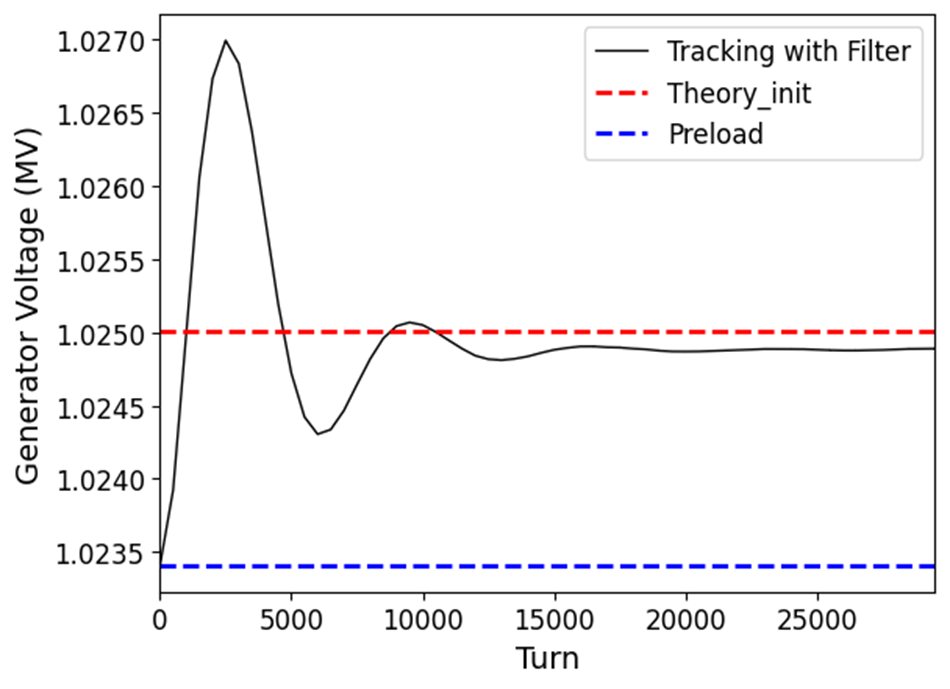 Generator Voltage (MV)
1.0270
1.0265
1.0260
1.0255
1.0250
1.0245
1.0240
1.0235
Tracking with Filter
Theory_init
Preload
0 5000 10000 15000 20000 25000
Turn